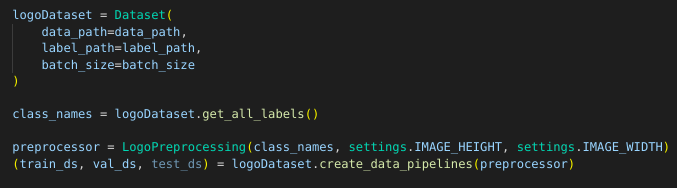 logoDataset = Dataset(
    data_path=data_path,
    label_path=label_path,
    batch_size=batch_size
)
class_names = logoDataset.get_all_labels()
preprocessor = LogoPreprocessing(class_names, settings.IMAGE_HEIGHT, settings.IMAGE_WIDTH)
(train_ds, val_ds, test_ds) = logoDataset.create_data_pipelines(preprocessor)